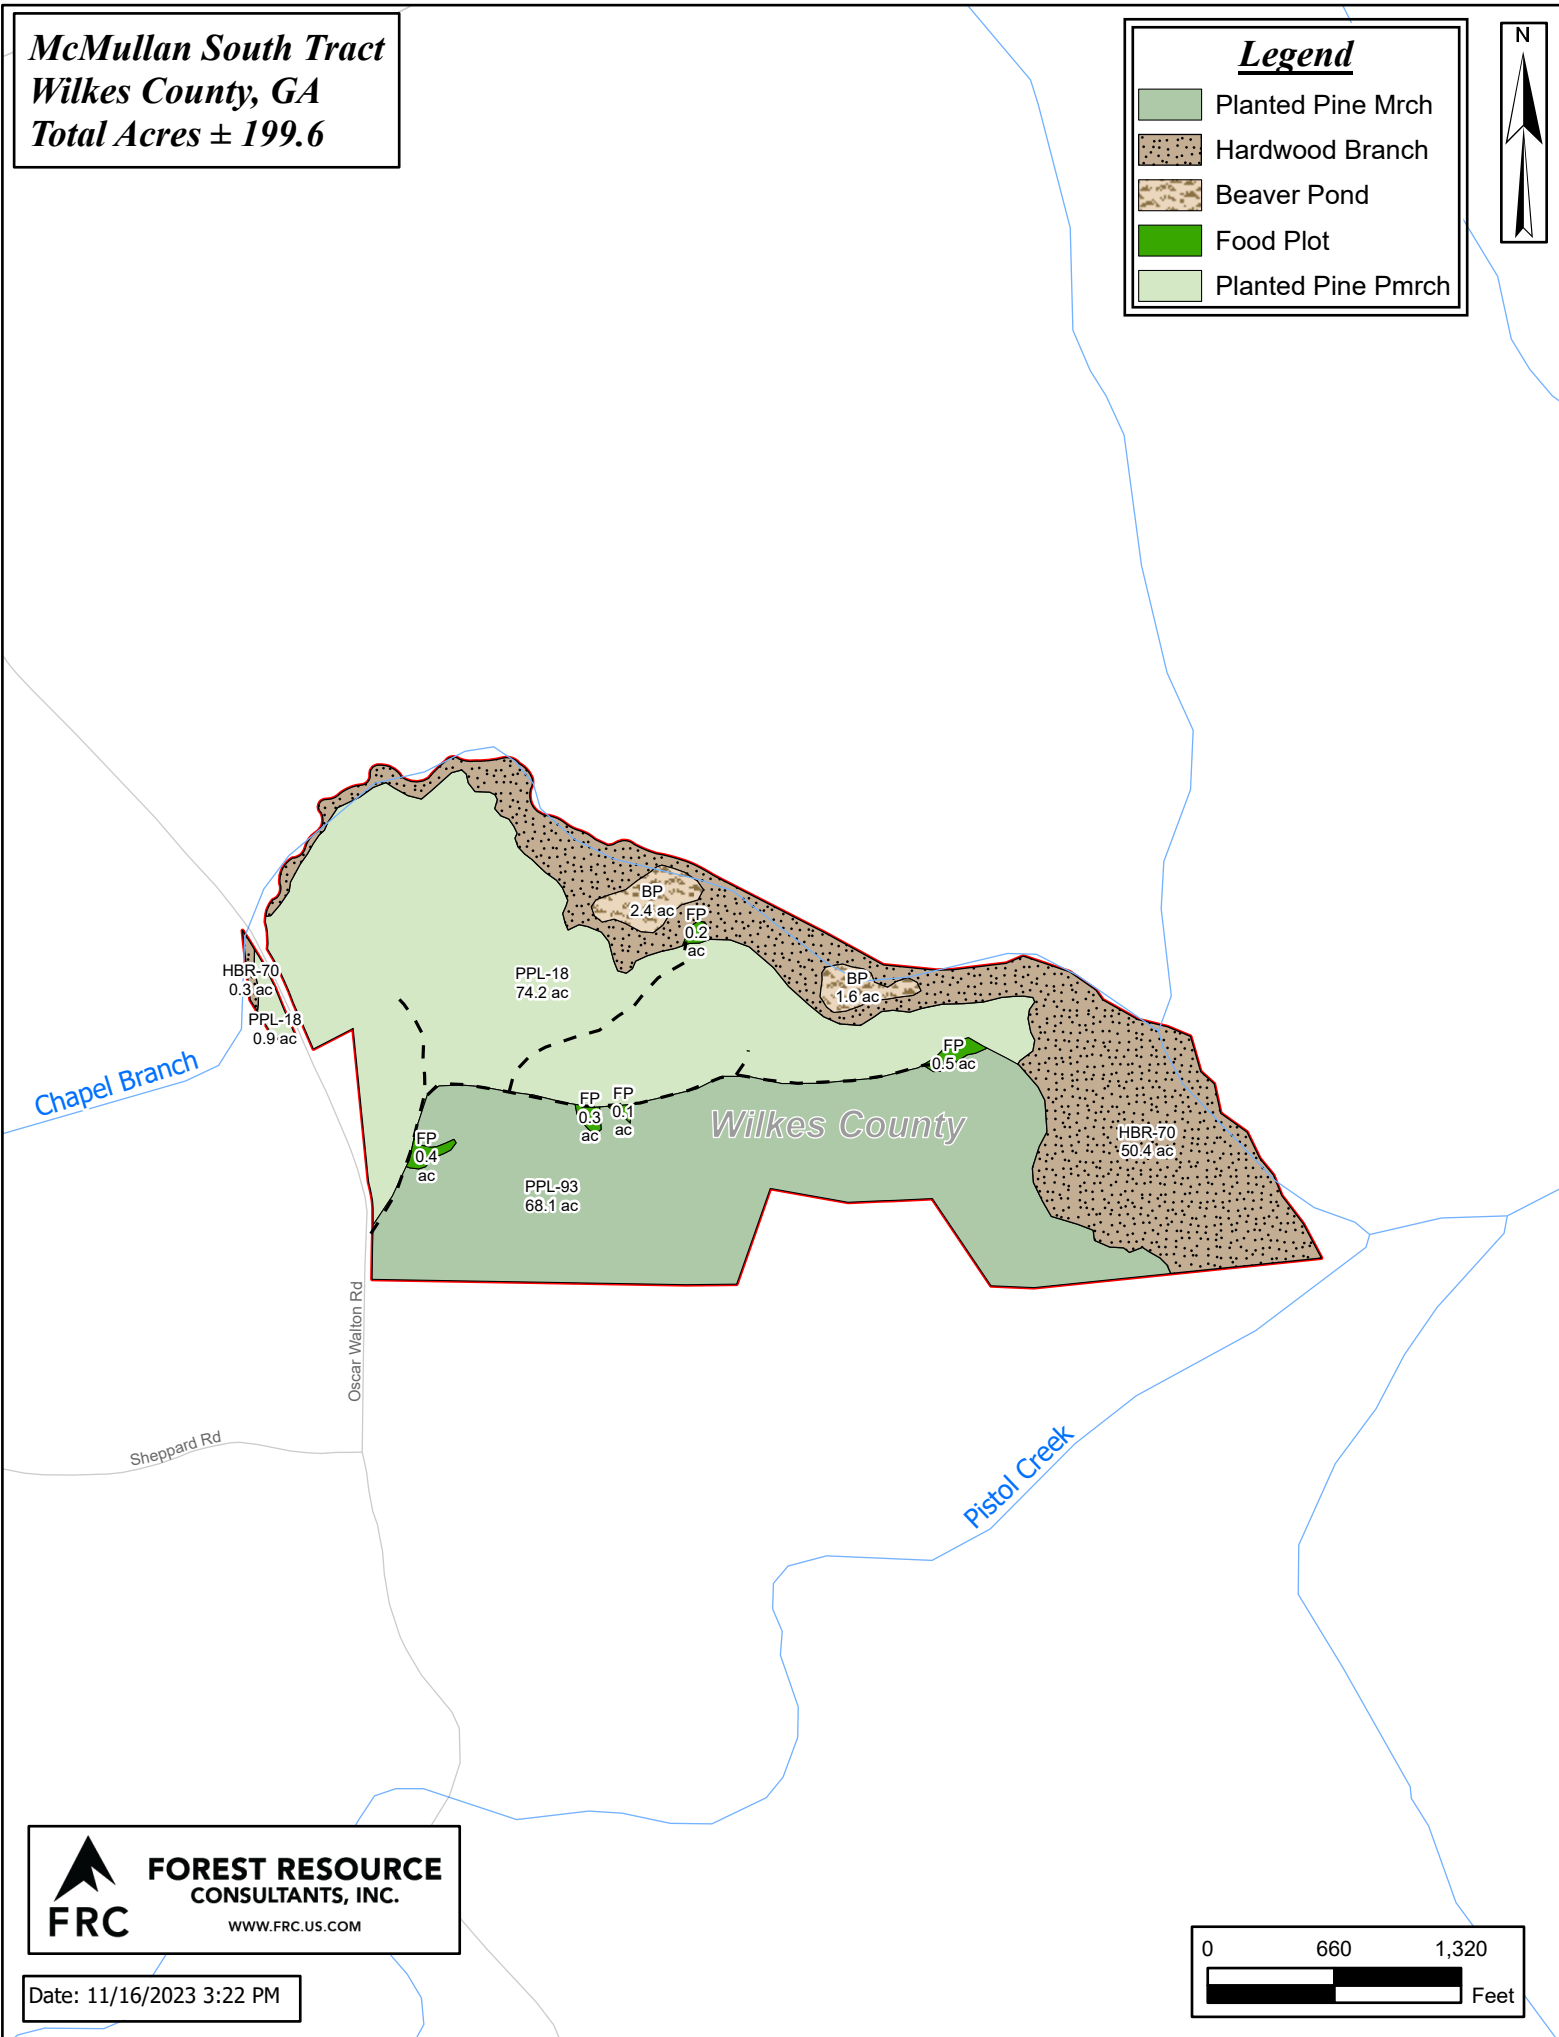 McMullan South Tract
Wilkes County, GA
Total Acres ± 199.6
Legend
Planted Pine Mrch
Hardwood Branch
Beaver Pond
Food Plot
Planted Pine Pmrch
N
BP
2.4 ac
FP
0.2
ac
HBR-70
0.3 ac
PPL-18
74.2 ac
BP
1.6 ac
PPL-18
0.9 ac
FP
0.5 ac
Chapel Branch
FP
0.3
ac
FP
0.1
ac
Wilkes County
FP
0.4
ac
HBR-70
50.4 ac
PPL-93
68.1 ac
Oscar Walton Rd
Sheppard Rd
Pistol Creek
FRC
FOREST RESOURCE
CONSULTANTS, INC.
WWW.FRC.US.COM
Date: 11/16/2023 3:22 PM
0 660 1,320
Feet